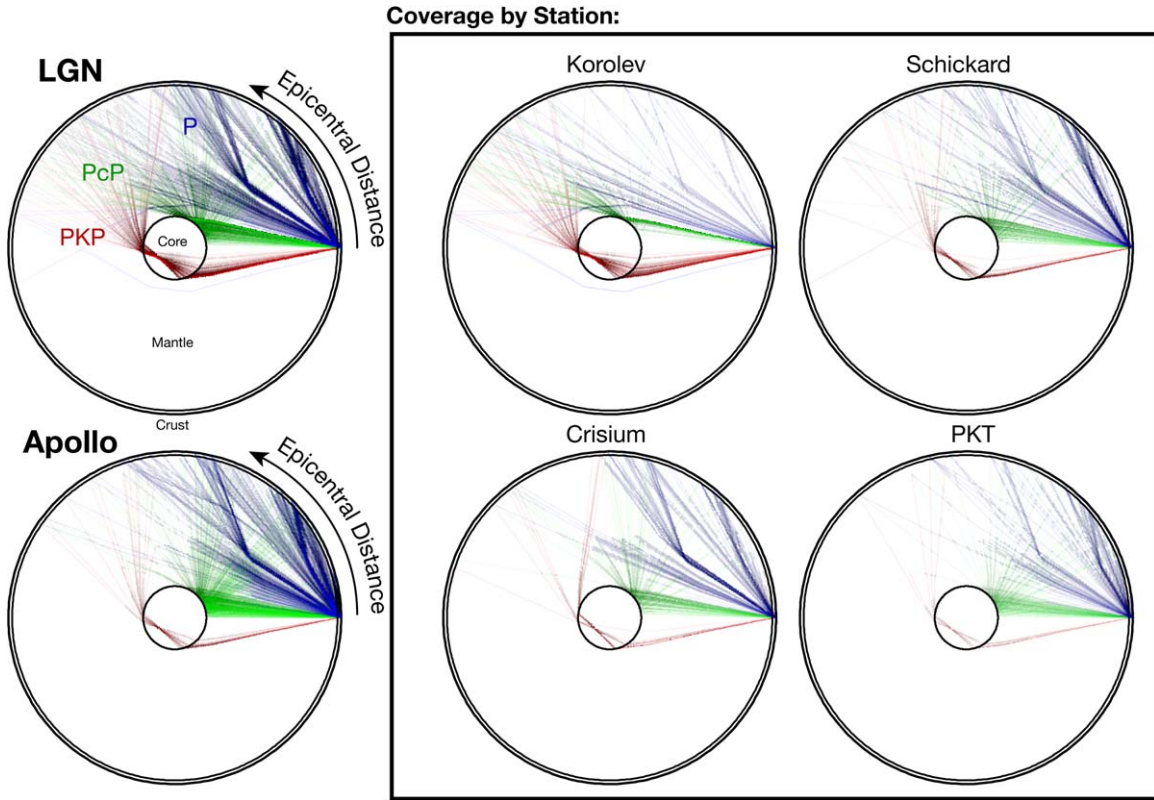 Coverage by Station:
LGN
Epicentral Distance
P
PcP
PKP
Core
Mantle
Crust
Korolev
Schickard
Apollo
Epicentral Distance
Crisium
PKT